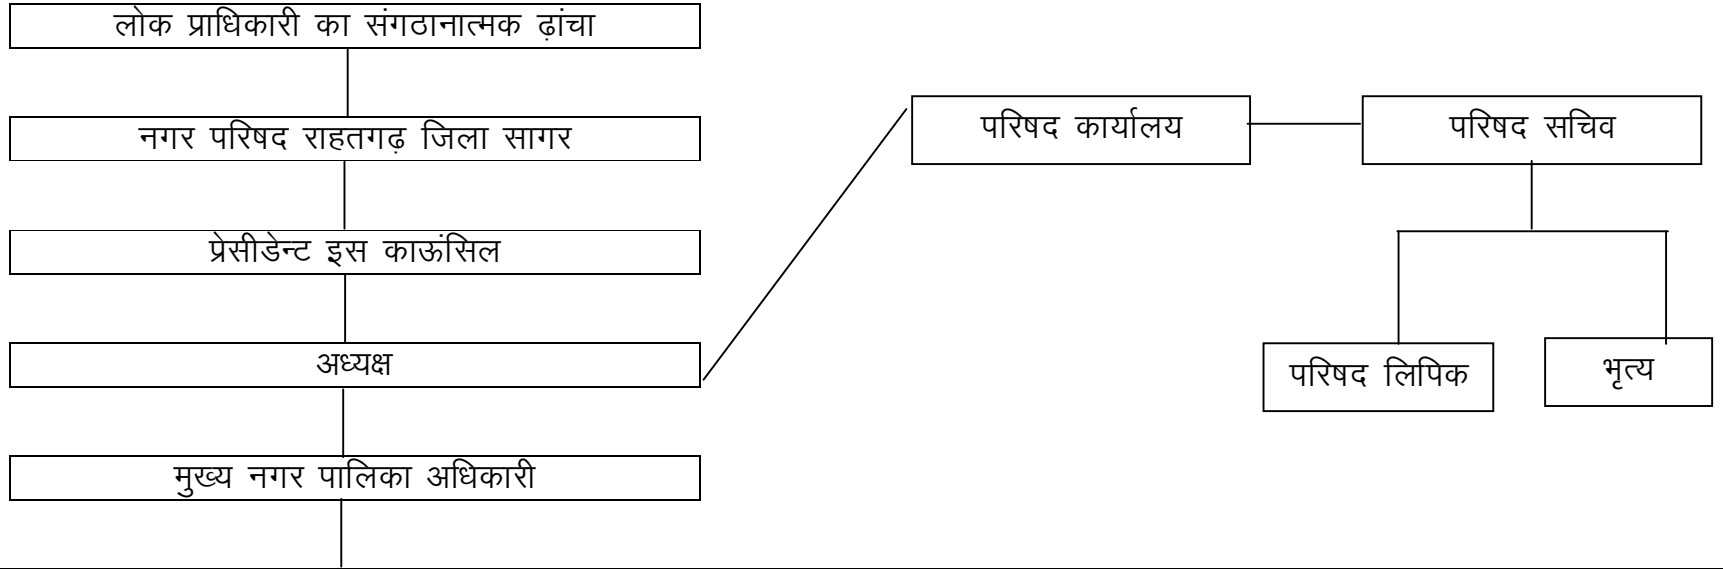 लोक प्राधिकारी का संगठानात्मक ढ़ांचा
नगर परिषद राहतगढ़ जिला सागर
प्रेसीडेन्ट इस काऊंसिल
अध्यक्ष
मुख्य नगर पालिका अधिकारी
परिषद कार्यालय
परिषद सचिव
परिषद लिपिक
भृत्य